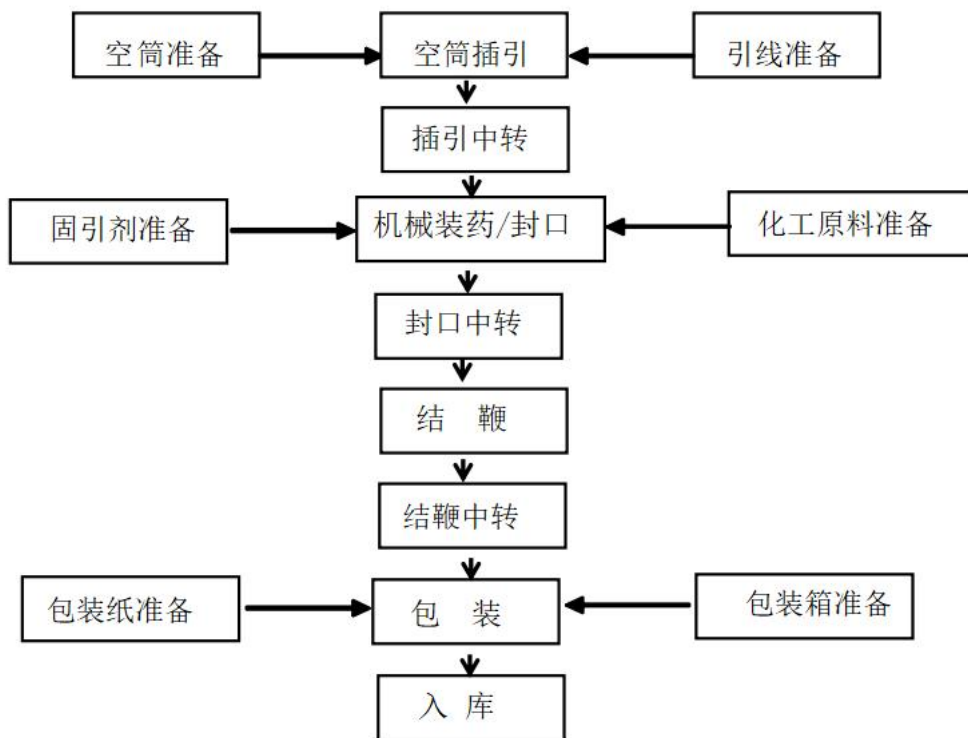 空筒准备
空筒插引
引线准备
插引中转
固引剂准备
机械装药/封口
化工原料准备
封口中转
结 鞭
结鞭中转
包装纸准备
包 装
包装箱准备
入 库